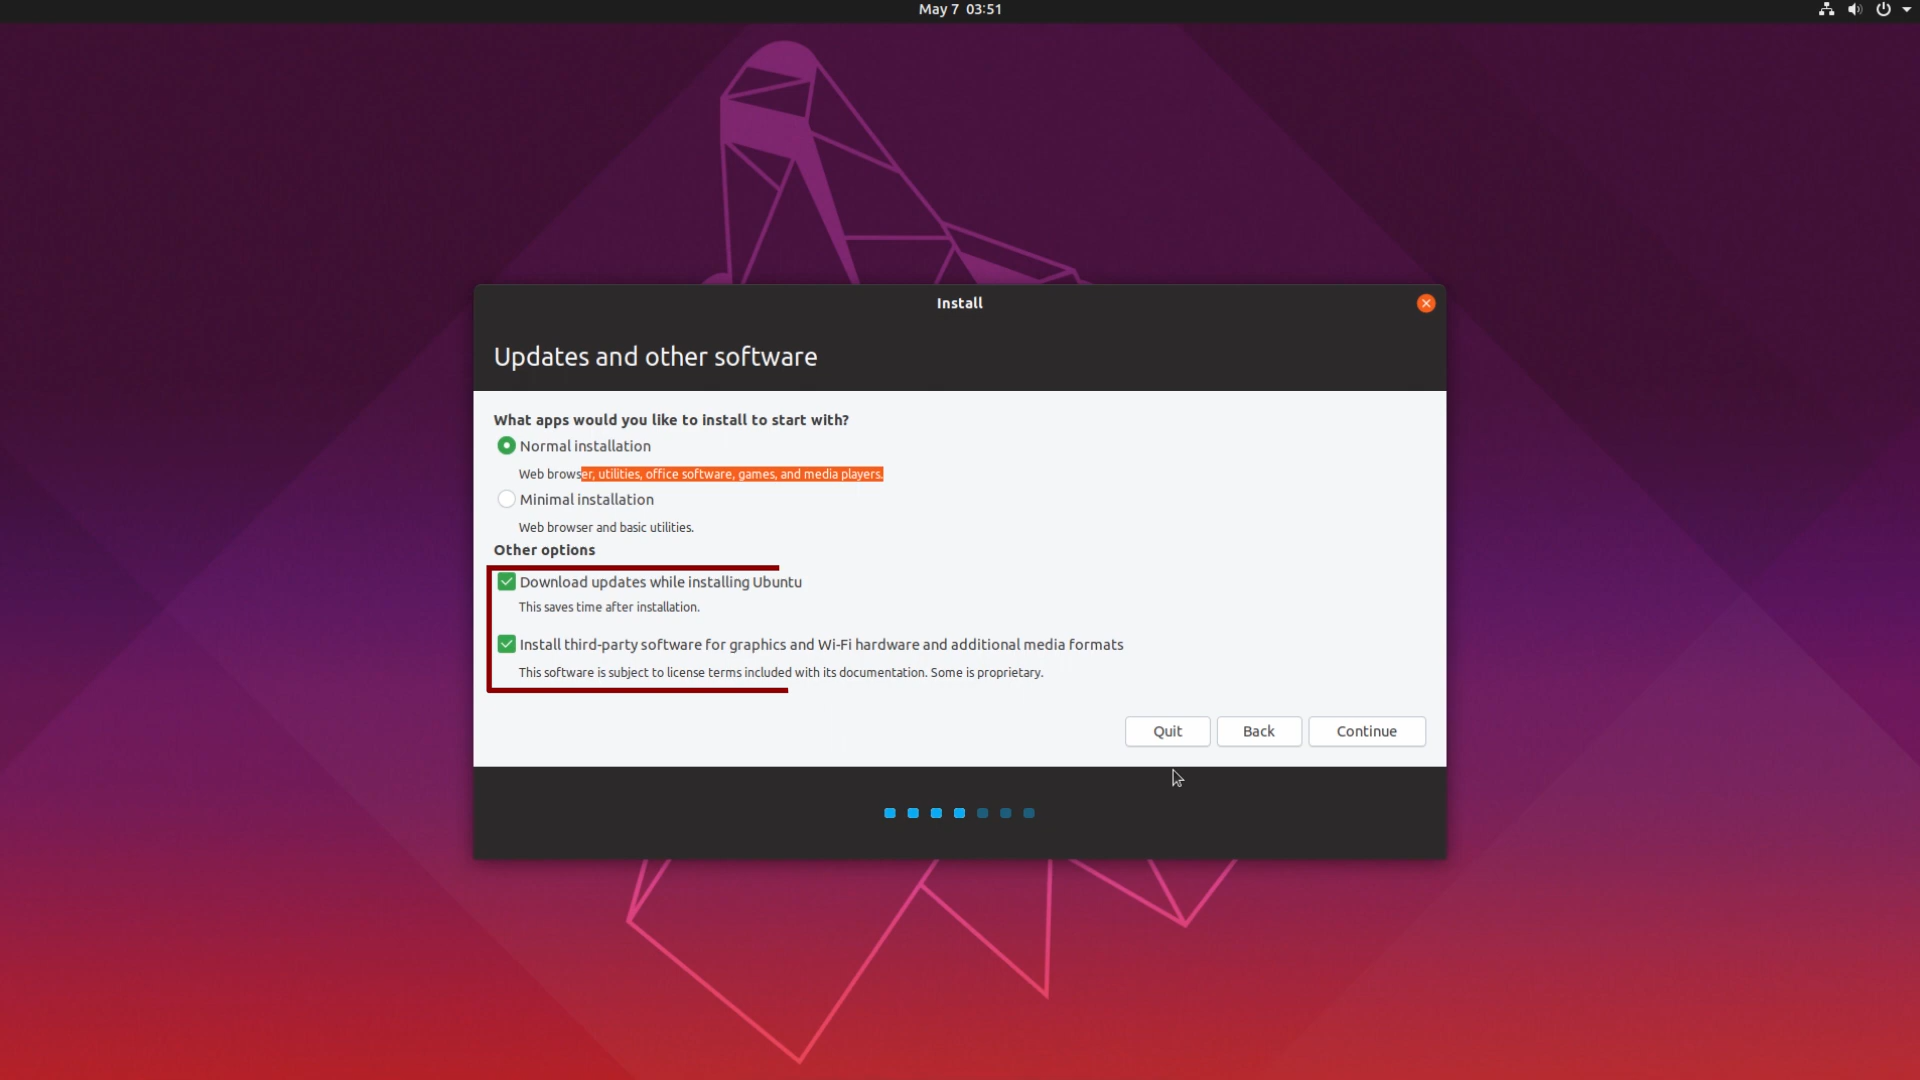 May 7 03:51
Install
Updates and other software
What apps would you like to install to start with?
Normal installation
Web browser, utilities, office software, games, and media players.
Minimal installation
Web browser and basic utilities.
Other options
Download updates while installing Ubuntu
This saves time after installation.
Install third-party software for graphics and Wi-Fi hardware and additional media formats
This software is subject to license terms included with its documentation. Some is proprietary.
Quit Back Continue